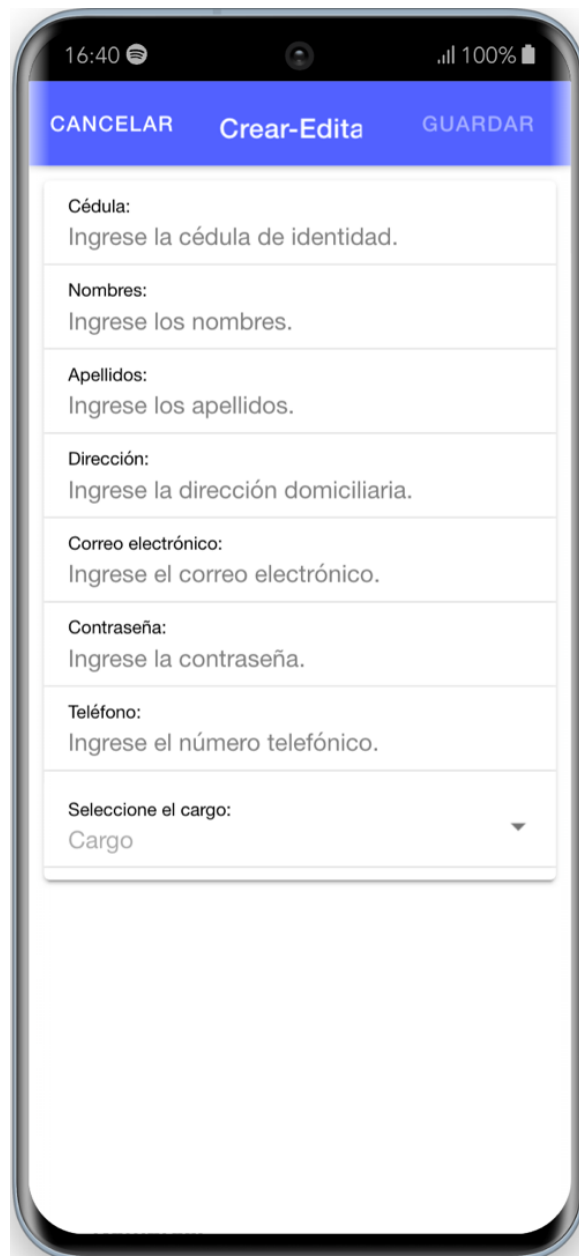 16:40 100%
CANCELAR Crear-Edita GUARDAR
Cédula:
Ingrese la cédula de identidad.
Nombres:
Ingrese los nombres.
Apellidos:
Ingrese los apellidos.
Dirección:
Ingrese la dirección domiciliaria.
Correo electrónico:
Ingrese el correo electrónico.
Contraseña:
Ingrese la contraseña.
Teléfono:
Ingrese el número telefónico.
Seleccione el cargo:
Cargo